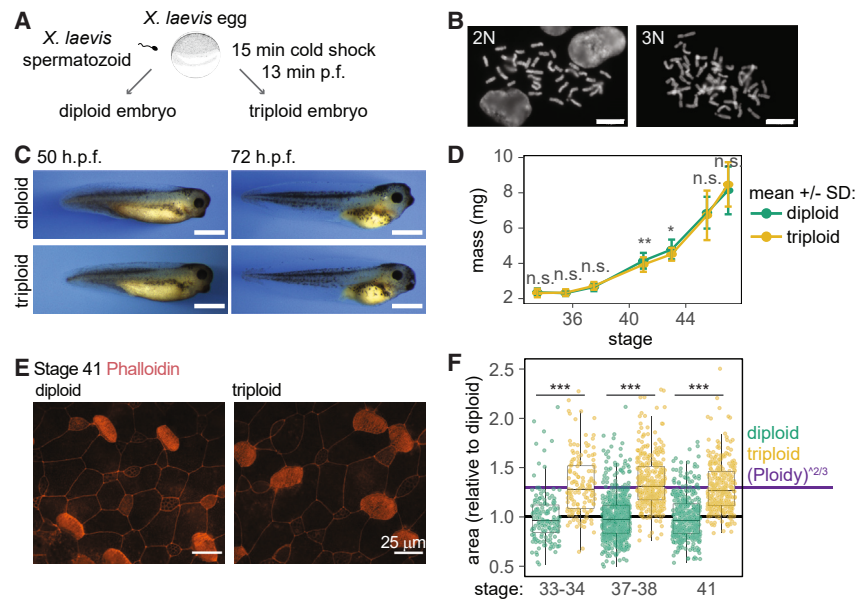 A
X. laevis egg
X. laevis
spermatozoid
15 min cold shock
13 min p.f.
diploid embryo
triploid embryo
B
2N
3N
C
50 h.p.f.
72 h.p.f.
diploid
triploid
D
10
8
6
4
2
mass (mg)
n.s.
n.s.
n.s.
**
*
n.s.
n.s.
36
40
44
stage
mean +/- SD:
diploid
triploid
E
Stage 41 Phalloidin
diploid
triploid
25 μm
F
2.5
2.0
1.5
1.0
0.5
area (relative to diploid)
***
***
***
diploid
triploid
(Ploidy)^2/3
stage:
33-34
37-38
41